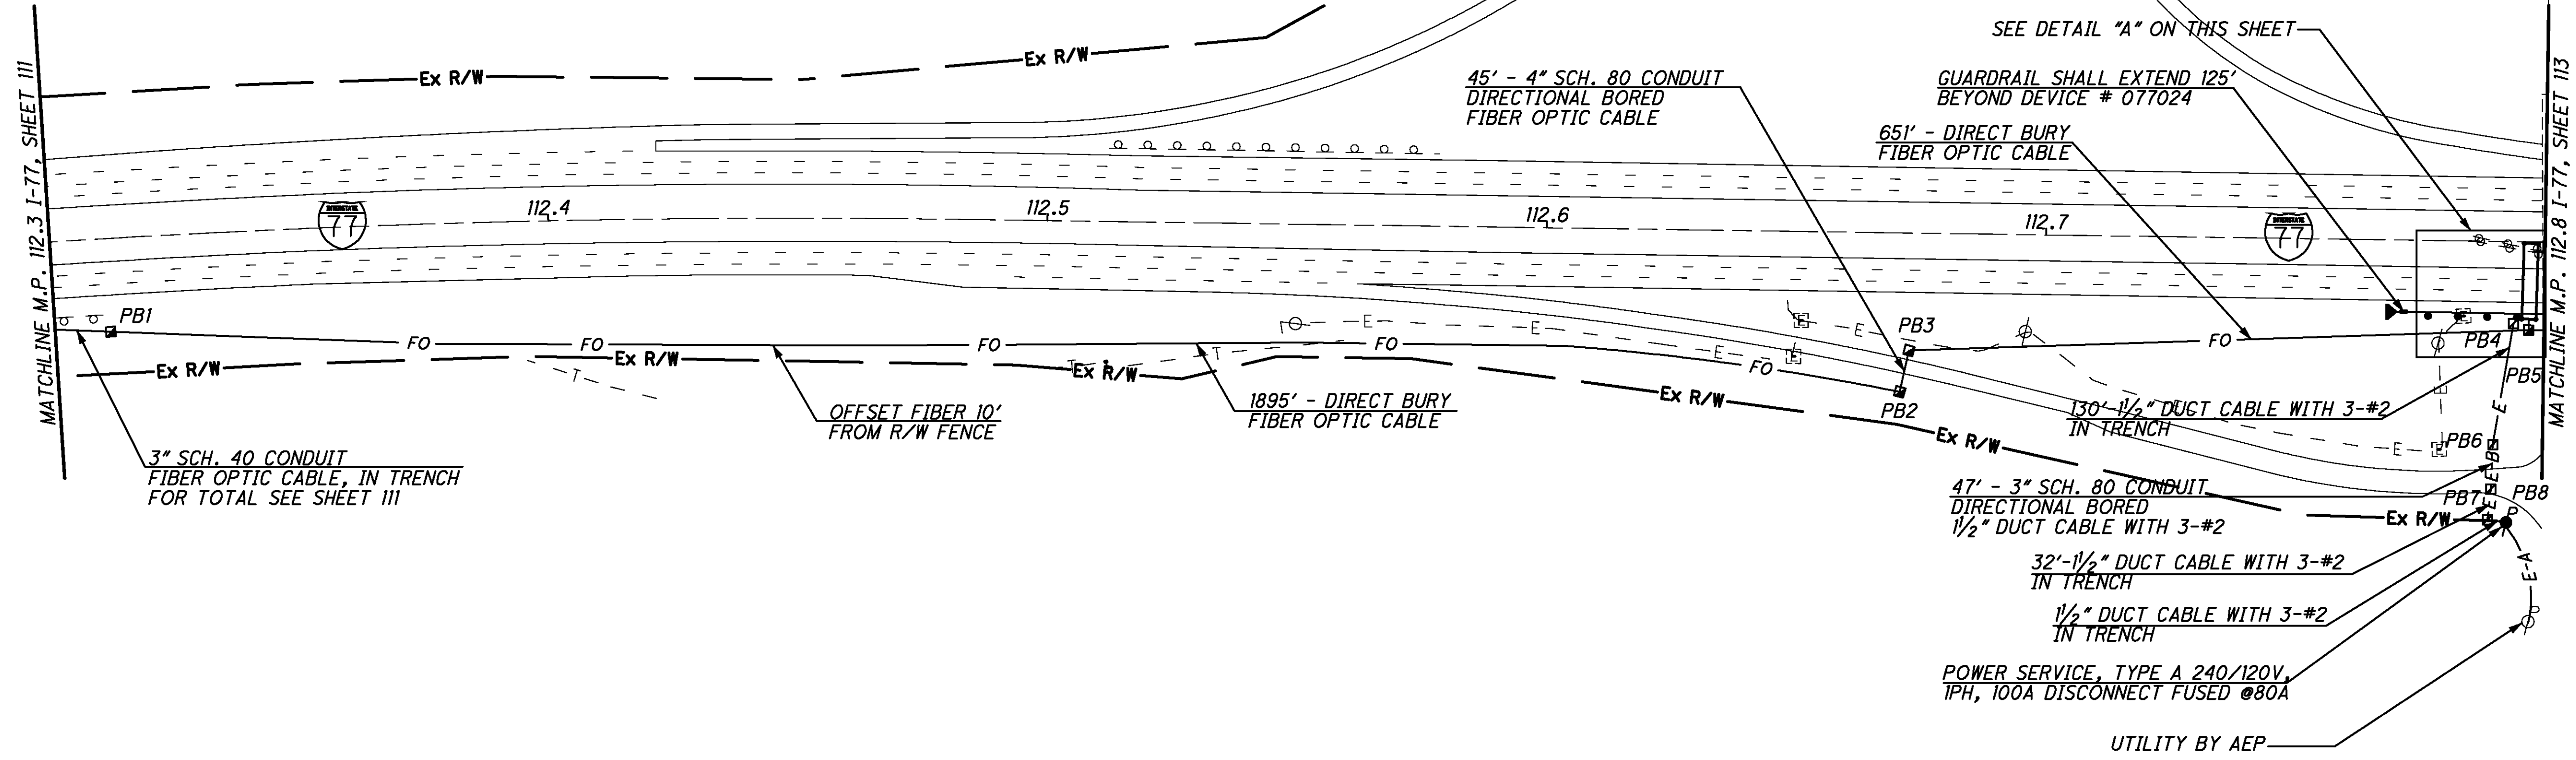 MATCHLINE M.P. 112.3 I-77, SHEET 111
Ex R/W
Ex R/W
SEE DETAIL "A" ON THIS SHEET
45' - 4" SCH. 80 CONDUIT
DIRECTIONAL BORED
FIBER OPTIC CABLE
GUARDRAIL SHALL EXTEND 125'
BEYOND DEVICE # 077024
651' - DIRECT BURY
FIBER OPTIC CABLE
MATCHLINE M.P. 112.8 I-77, SHEET 113
INTERSTATE
77
112.4
112.5
112.6
112.7
INTERSTATE
77
PB1
FO
FO
FO
FO
FO
FO
E
E
E
E
PB3
PB2
PB4
PB5
T
T
T
Ex R/W
Ex R/W
Ex R/W
Ex R/W
Ex R/W
Ex R/W
OFFSET FIBER 10'
FROM R/W FENCE
1895' - DIRECT BURY
FIBER OPTIC CABLE
3" SCH. 40 CONDUIT
FIBER OPTIC CABLE, IN TRENCH
FOR TOTAL SEE SHEET 111
130'-1½" DUCT CABLE WITH 3-#2
IN TRENCH
E
E
E
PB6
E-B-E
PB7
PB8
E
P
47' - 3" SCH. 80 CONDUIT
DIRECTIONAL BORED
1½" DUCT CABLE WITH 3-#2
32'-1½" DUCT CABLE WITH 3-#2
IN TRENCH
E-A
1½" DUCT CABLE WITH 3-#2
IN TRENCH
P
POWER SERVICE, TYPE A 240/120V,
1PH, 100A DISCONNECT FUSED @80A
UTILITY BY AEP